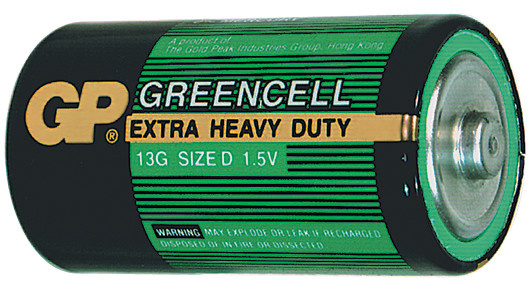 A product of
The Gold Peak Industries Group, Hong Kong
GP®
GREENCELL
EXTRA HEAVY DUTY
13G SIZE D 1.5V
WARNING MAY EXPLODE OR LEAK IF RECHARGED
DISPOSED OF IN FIRE OR DISSECTED.